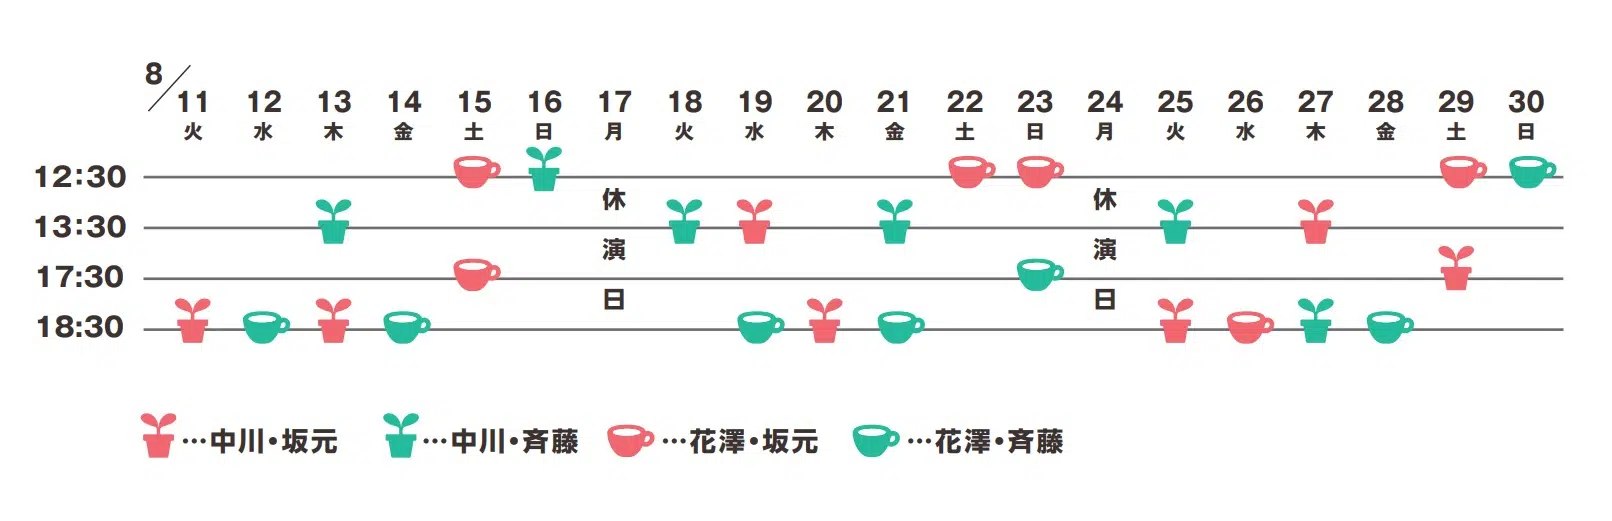 8/
11 12 13 14 15 16 17 18 19 20 21 22 23 24 25 26 27 28 29 30
火 水 木 金 土 日 月 火 水 木 金 土 日 月 火 水 木 金 土 日
12:30
13:30
17:30
18:30
休演日
休演日
…中川・坂元
…中川・斉藤
…花澤・坂元
…花澤・斉藤